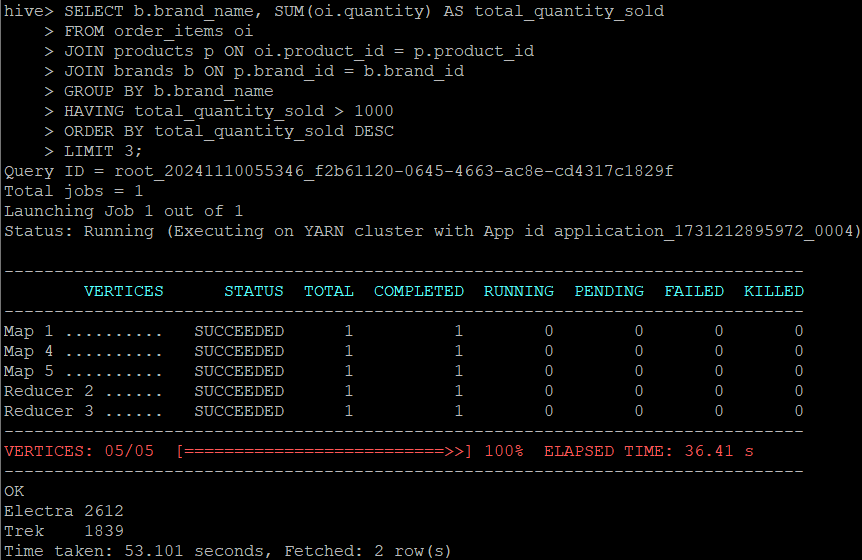 hive> SELECT b.brand_name, SUM(oi.quantity) AS total_quantity_sold
    > FROM order_items oi
    > JOIN products p ON oi.product_id = p.product_id
    > JOIN brands b ON p.brand_id = b.brand_id
    > GROUP BY b.brand_name
    > HAVING total_quantity_sold > 1000
    > ORDER BY total_quantity_sold DESC
    > LIMIT 3;
Query ID = root_20241110055346_f2b61120-0645-4663-ac8e-cd4317c1829f
Total jobs = 1
Launching Job 1 out of 1
Status: Running (Executing on YARN cluster with App id application_1731212895972_0004)
--------------------------------------------------------------------------------
        VERTICES      STATUS  TOTAL  COMPLETED  RUNNING  PENDING  FAILED  KILLED
--------------------------------------------------------------------------------
Map 1 ..........   SUCCEEDED      1          1        0        0       0       0
Map 4 ..........   SUCCEEDED      1          1        0        0       0       0
Map 5 ..........   SUCCEEDED      1          1        0        0       0       0
Reducer 2 ......   SUCCEEDED      1          1        0        0       0       0
Reducer 3 ......   SUCCEEDED      1          1        0        0       0       0
--------------------------------------------------------------------------------
VERTICES: 05/05  [==========================>>] 100%  ELAPSED TIME: 36.41 s
--------------------------------------------------------------------------------
OK
Electra 2612
Trek    1839
Time taken: 53.101 seconds, Fetched: 2 row(s)